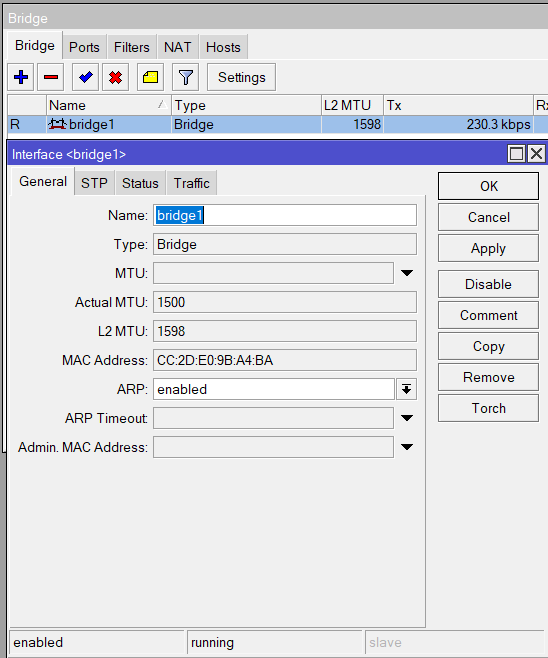 Bridge
Bridge Ports Filters NAT Hosts
Settings
Name Type L2 MTU Tx Rx
R bridge1 Bridge 1598 230.3 kbps
Interface <bridge1>
General STP Status Traffic
Name: bridge1
Type: Bridge
MTU:
Actual MTU: 1500
L2 MTU: 1598
MAC Address: CC:2D:E0:9B:A4:BA
ARP: enabled
ARP Timeout:
Admin. MAC Address:
OK
Cancel
Apply
Disable
Comment
Copy
Remove
Torch
enabled running slave